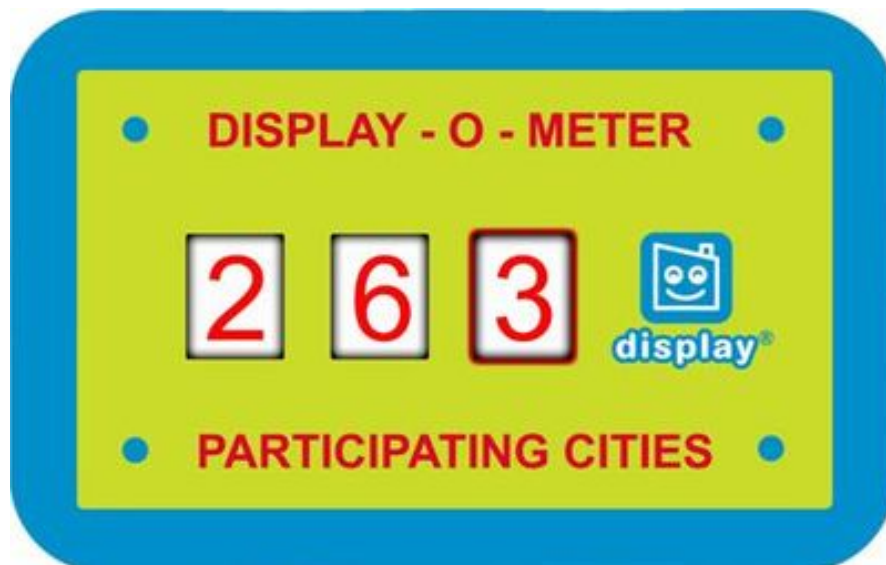 DISPLAY - O - METER
2 6 3
display®
PARTICIPATING CITIES